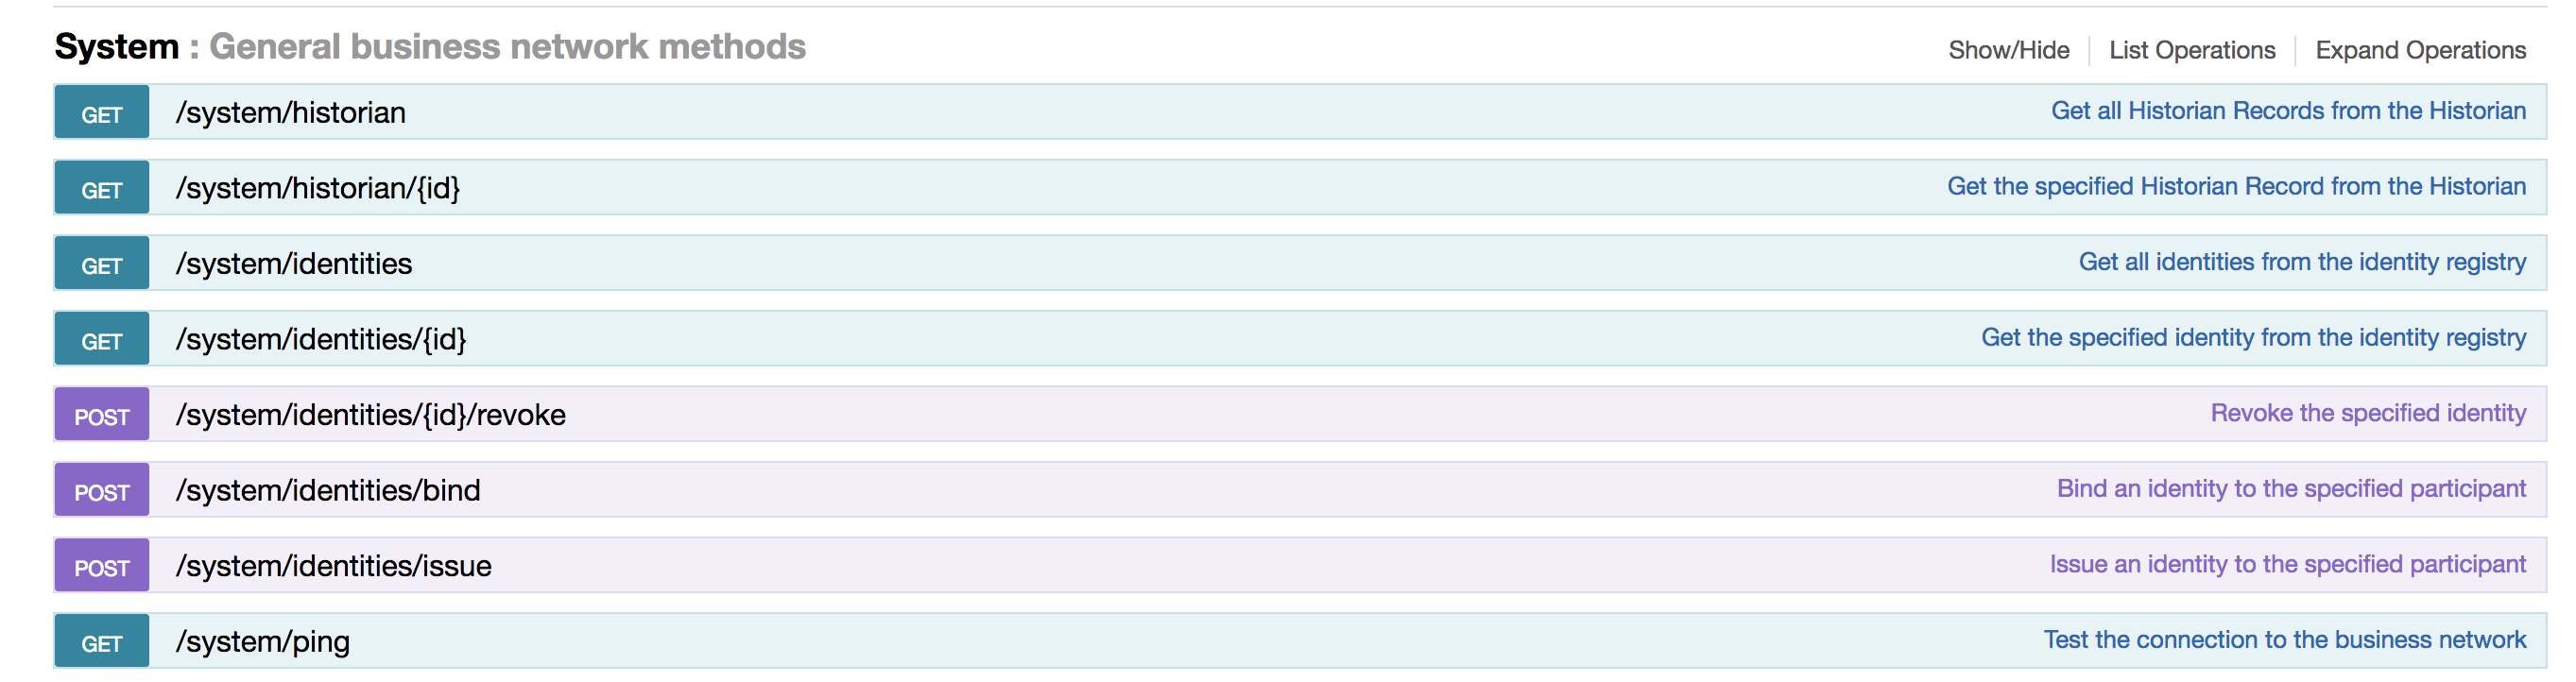 System : General business network methods Show/Hide List Operations Expand Operations
GET /system/historian Get all Historian Records from the Historian
GET /system/historian/{id} Get the specified Historian Record from the Historian
GET /system/identities Get all identities from the identity registry
GET /system/identities/{id} Get the specified identity from the identity registry
POST /system/identities/{id}/revoke Revoke the specified identity
POST /system/identities/bind Bind an identity to the specified participant
POST /system/identities/issue Issue an identity to the specified participant
GET /system/ping Test the connection to the business network